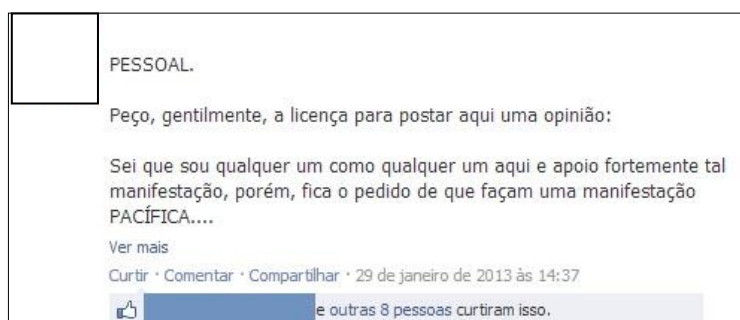 PESSOAL.
Peço, gentilmente, a licença para postar aqui uma opinião:
Sei que sou qualquer um como qualquer um aqui e apoio fortemente tal
manifestação, porém, fica o pedido de que façam uma manifestação
PACÍFICA....
Ver mais
Curtir · Comentar · Compartilhar · 29 de janeiro de 2013 às 14:37
e outras 8 pessoas curtiram isso.